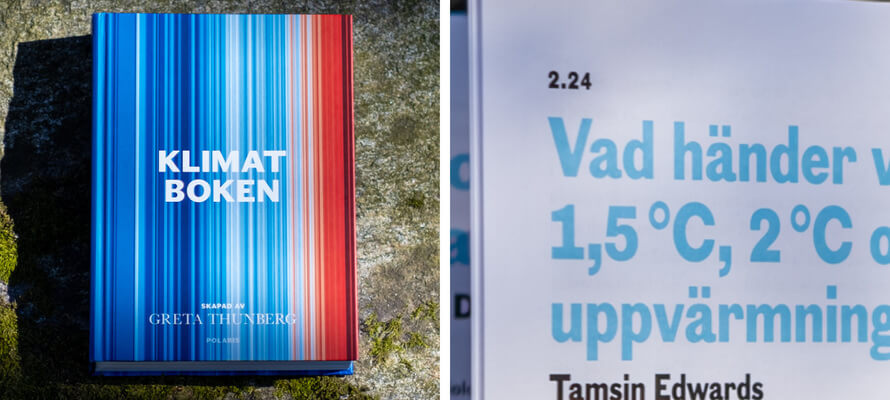 KLIMAT
BOKEN
SKAPAD AV
GRETA THUNBERG
POLARIS
2.24
Vad händer v
1,5 °C, 2 °C o
uppvärmning
Tamsin Edwards